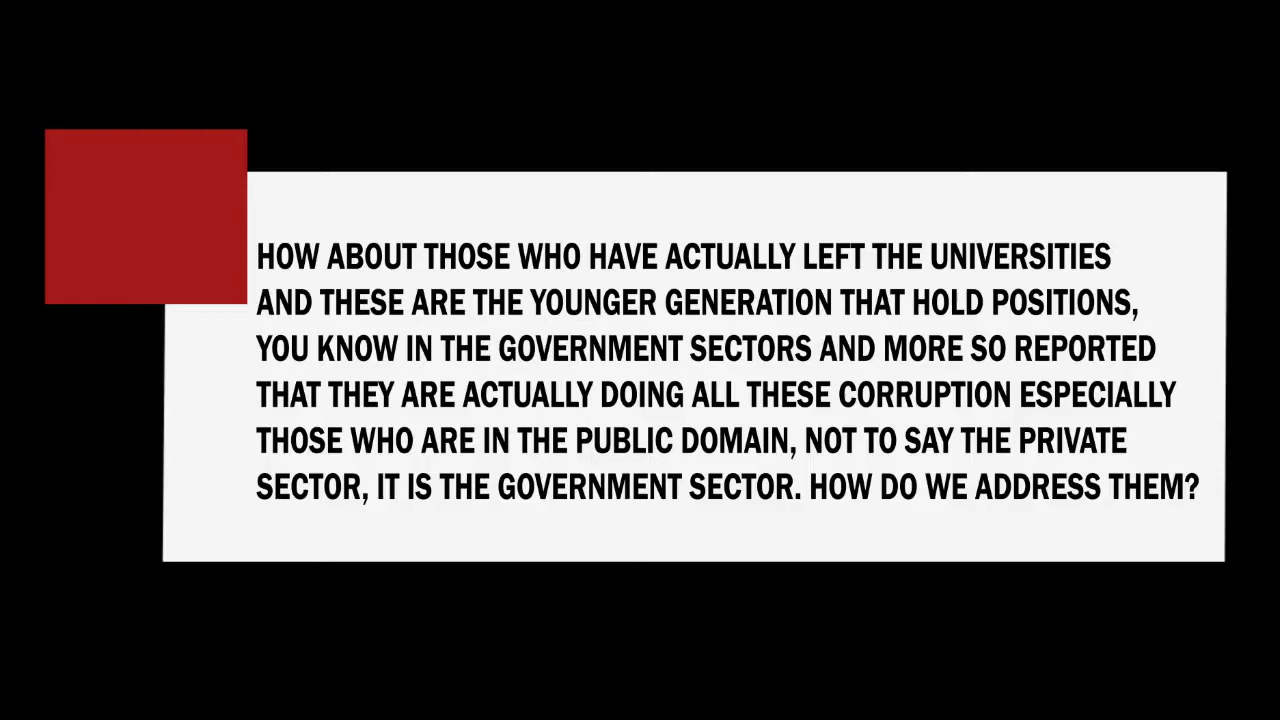 HOW ABOUT THOSE WHO HAVE ACTUALLY LEFT THE UNIVERSITIES
AND THESE ARE THE YOUNGER GENERATION THAT HOLD POSITIONS,
YOU KNOW IN THE GOVERNMENT SECTORS AND MORE SO REPORTED
THAT THEY ARE ACTUALLY DOING ALL THESE CORRUPTION ESPECIALLY
THOSE WHO ARE IN THE PUBLIC DOMAIN, NOT TO SAY THE PRIVATE
SECTOR, IT IS THE GOVERNMENT SECTOR. HOW DO WE ADDRESS THEM?